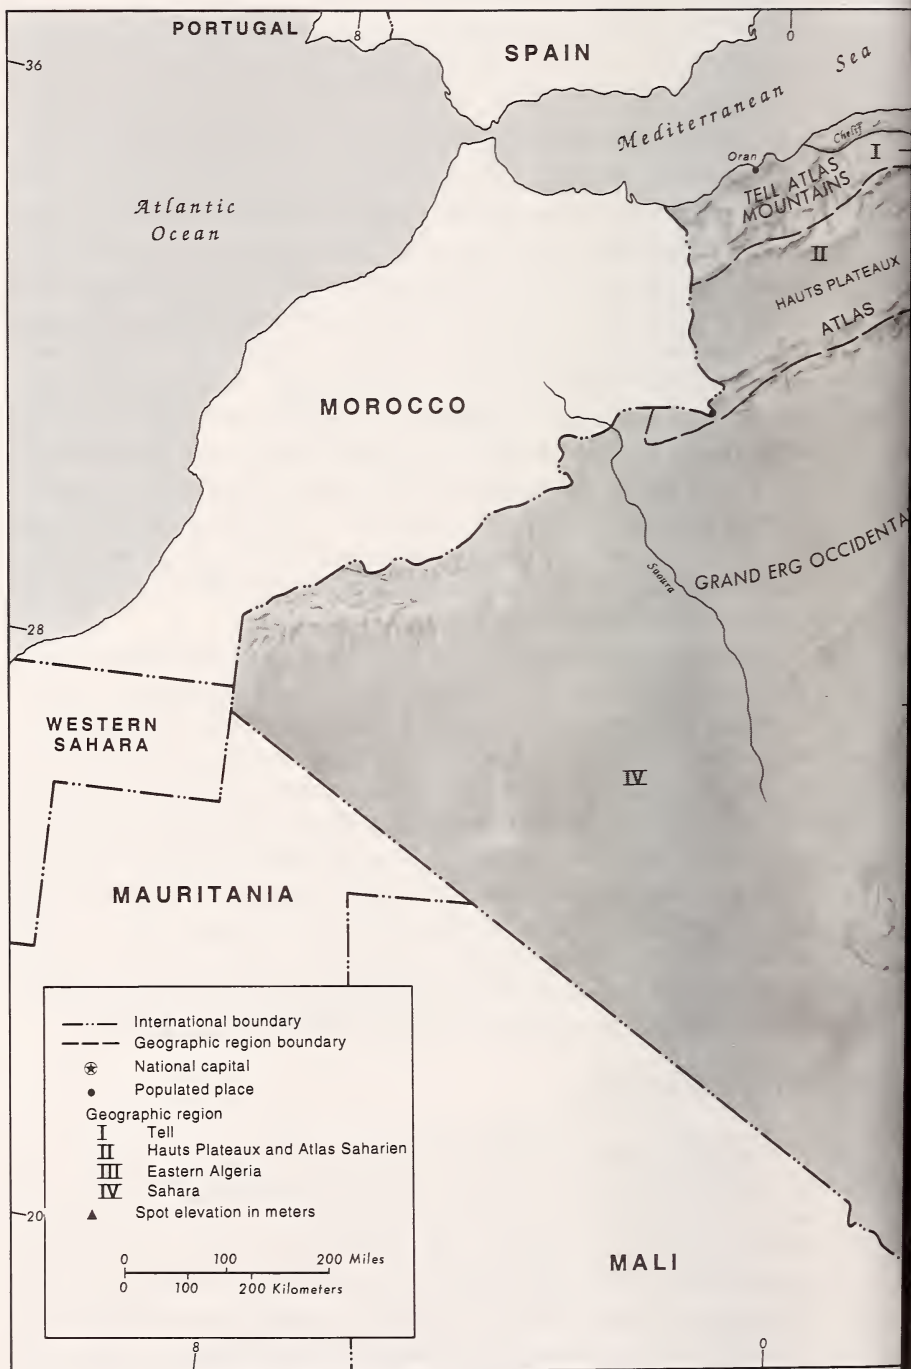 PORTUGAL
8
SPAIN
0
36
Mediterranean Sea
Cheliff
I
Oran
TELL ATLAS
MOUNTAINS
Atlantic
Ocean
II
HAUTS PLATEAUX
ATLAS
MOROCCO
Saoura
GRAND ERG OCCIDENTA
28
WESTERN
SAHARA
IV
MAURITANIA
International boundary
Geographic region boundary
National capital
Populated place
Geographic region
I Tell
II Hauts Plateaux and Atlas Saharien
III Eastern Algeria
IV Sahara
Spot elevation in meters
20
0 100 200 Miles
0 100 200 Kilometers
MALI
8
0